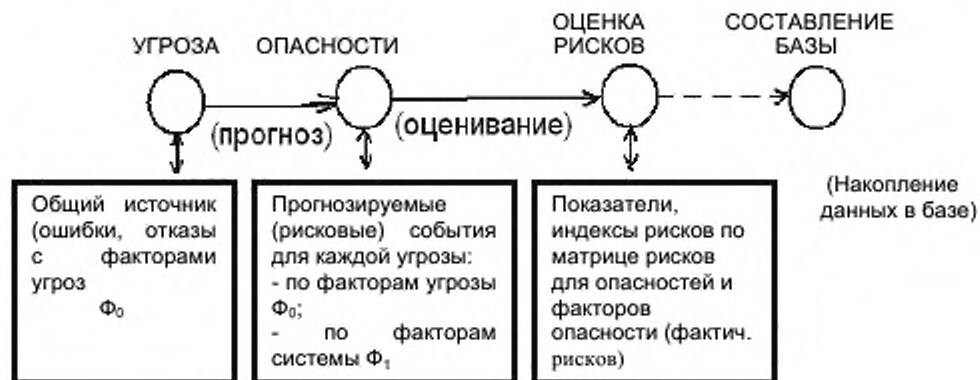 УГРОЗА
ОПАСНОСТИ
ОЦЕНКА
РИСКОВ
СОСТАВЛЕНИЕ
БАЗЫ
(прогноз)
(оценивание)
Общий источник
(ошибки, отказы
с факторами
угроз
Ф₀
Прогнозируемые
(рисковые) события
для каждой угрозы:
- по факторам угрозы
Ф₀;
- по факторам
системы Ф₁
Показатели,
индексы рисков по
матрице рисков
для опасностей и
факторов
опасности (фактич.
рисков)
(Накопление
данных в базе)